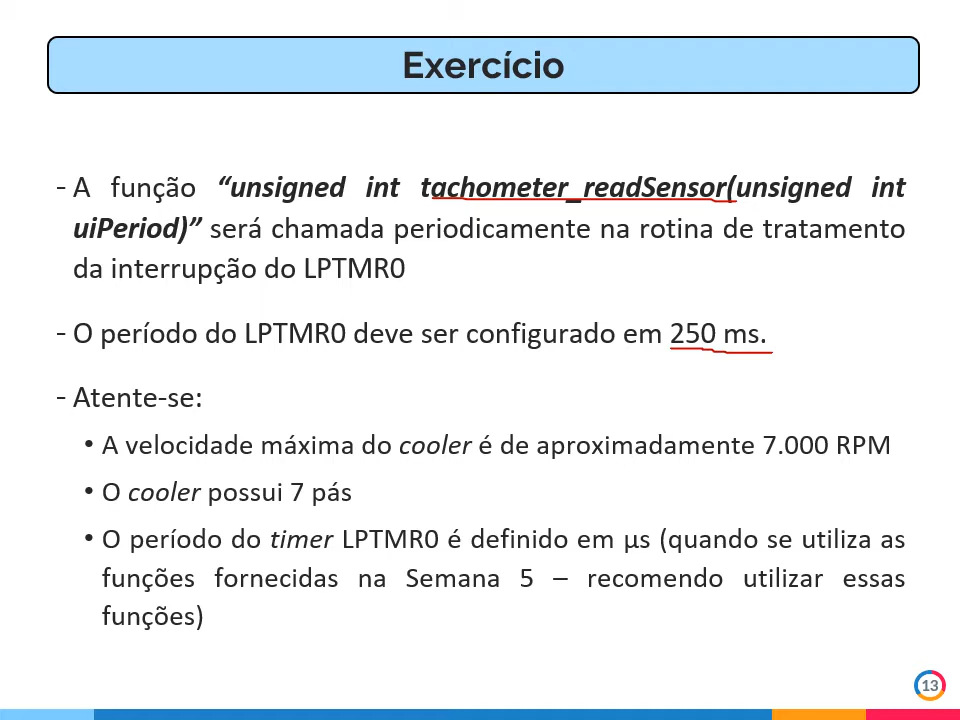 Exercício
- A função “unsigned int tachometer_readSensor(unsigned int
uiPeriod)” será chamada periodicamente na rotina de tratamento
da interrupção do LPTMR0
- O período do LPTMR0 deve ser configurado em 250 ms.
- Atente-se:
• A velocidade máxima do cooler é de aproximadamente 7.000 RPM
• O cooler possui 7 pás
• O período do timer LPTMR0 é definido em μs (quando se utiliza as
funções fornecidas na Semana 5 – recomendo utilizar essas
funções)
13